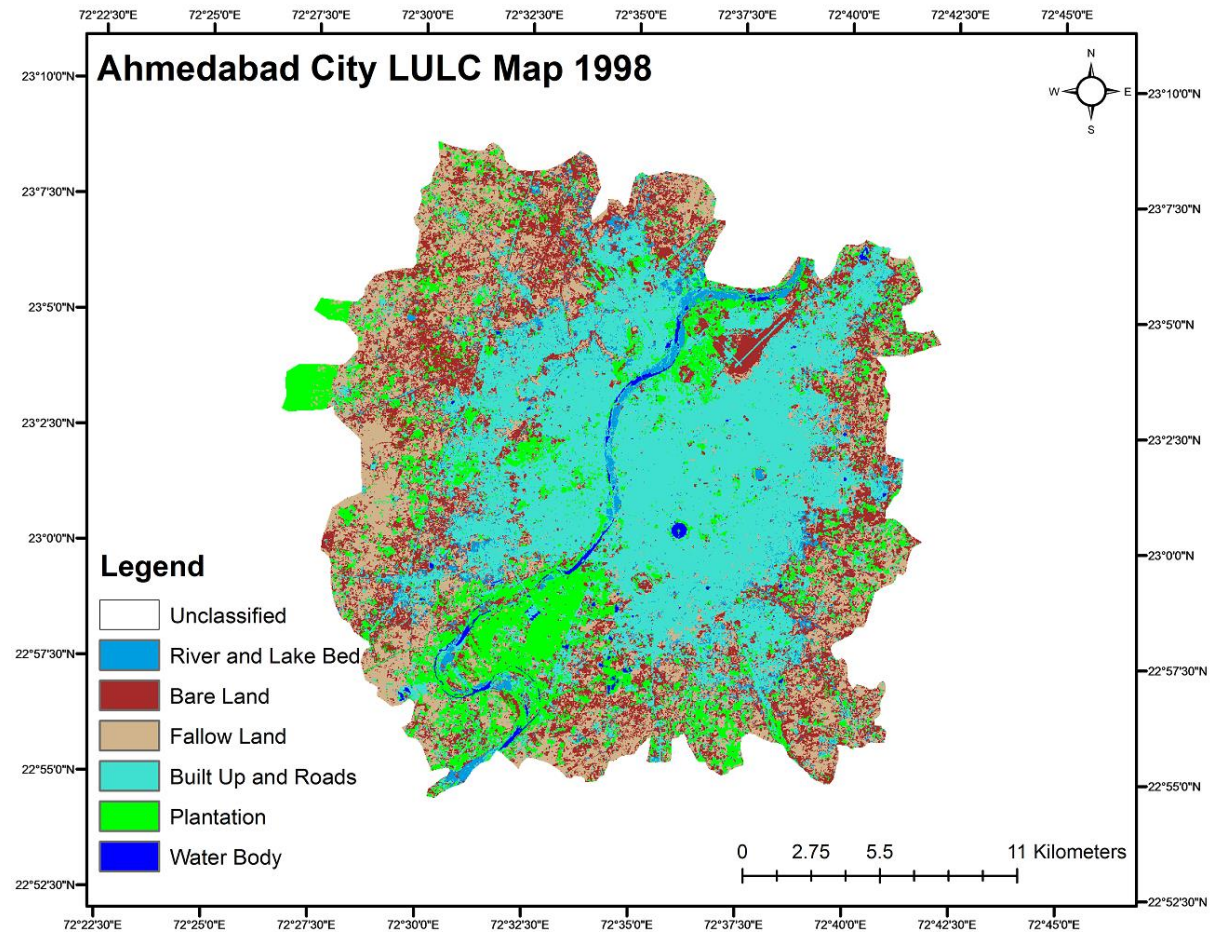 72°22'30"E 72°25'0"E 72°27'30"E 72°30'0"E 72°32'30"E 72°35'0"E 72°37'30"E 72°40'0"E 72°42'30"E 72°45'0"E
Ahmedabad City LULC Map 1998
N
W E
S
23°10'0"N
23°7'30"N
23°5'0"N
23°2'30"N
23°0'0"N
22°57'30"N
22°55'0"N
22°52'30"N
23°10'0"N
23°7'30"N
23°5'0"N
23°2'30"N
23°0'0"N
22°57'30"N
22°55'0"N
22°52'30"N
Legend
Unclassified
River and Lake Bed
Bare Land
Fallow Land
Built Up and Roads
Plantation
Water Body
0 2.75 5.5 11 Kilometers
72°22'30"E 72°25'0"E 72°27'30"E 72°30'0"E 72°32'30"E 72°35'0"E 72°37'30"E 72°40'0"E 72°42'30"E 72°45'0"E